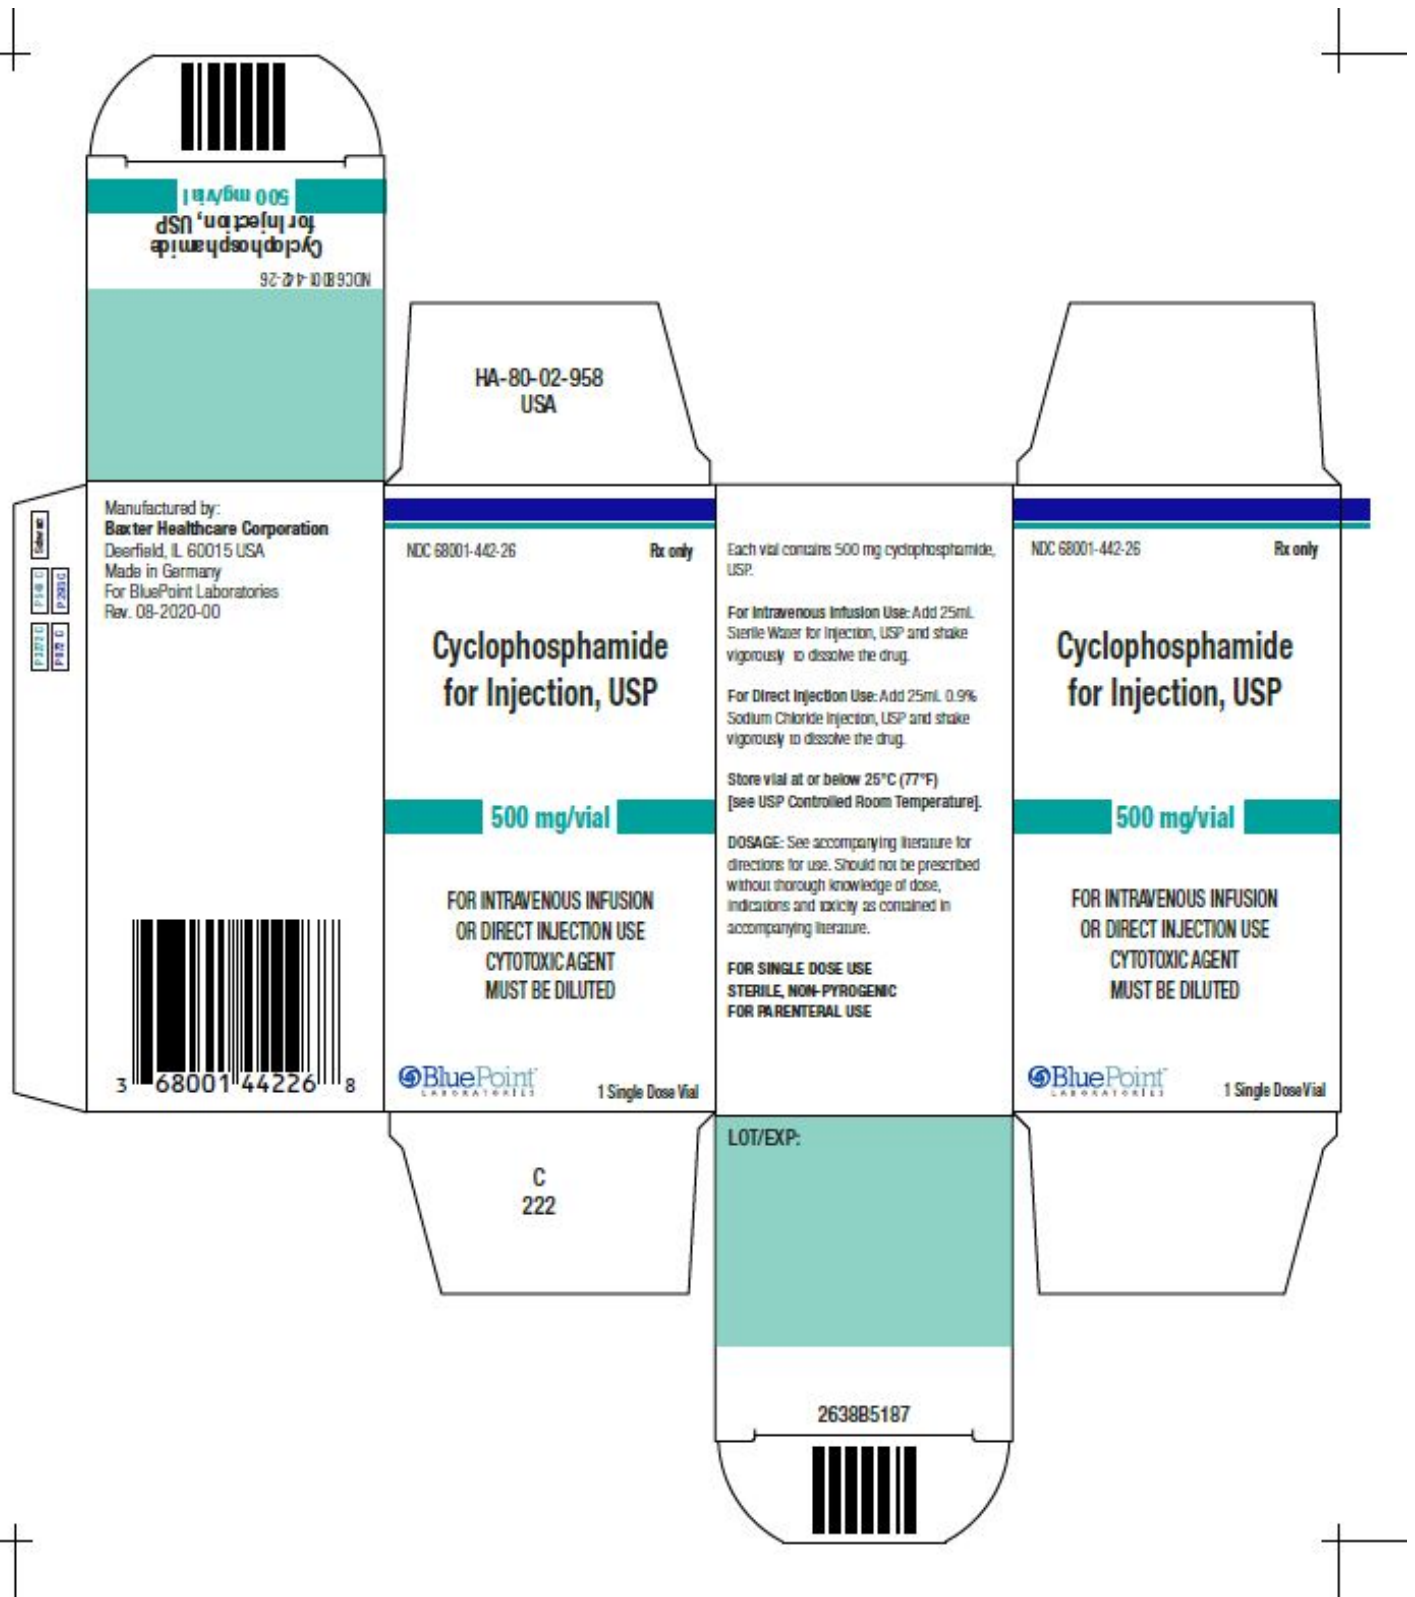 500 mg/vial
Cyclophosphamide
for Injection, USP
NDC 68001-442-26
HA-80-02-958
USA
Manufactured by:
Baxter Healthcare Corporation
Deerfield, IL 60015 USA
Made in Germany
For BluePoint Laboratories
Rev. 08-2020-00
P 3272 C
P 072 C
P 293 C
3 68001 44226 8
NDC 68001-442-26 Rx only
Cyclophosphamide
for Injection, USP
500 mg/vial
FOR INTRAVENOUS INFUSION
OR DIRECT INJECTION USE
CYTOTOXIC AGENT
MUST BE DILUTED
BluePoint
LABORATORIES
1 Single Dose Vial
C
222
Each vial contains 500 mg cyclophosphamide,
USP.
For Intravenous Infusion Use: Add 25mL
Sterile Water for Injection, USP and shake
vigorously to dissolve the drug.
For Direct Injection Use: Add 25mL 0.9%
Sodium Chloride Injection, USP and shake
vigorously to dissolve the drug.
Store vial at or below 25°C (77°F)
[see USP Controlled Room Temperature].
DOSAGE: See accompanying literature for
directions for use. Should not be prescribed
without thorough knowledge of dose,
indications and toxicity as contained in
accompanying literature.
FOR SINGLE DOSE USE
STERILE, NON-PYROGENIC
FOR PARENTERAL USE
LOT/EXP:
2638B5187
NDC 68001-442-26 Rx only
Cyclophosphamide
for Injection, USP
500 mg/vial
FOR INTRAVENOUS INFUSION
OR DIRECT INJECTION USE
CYTOTOXIC AGENT
MUST BE DILUTED
BluePoint
LABORATORIES
1 Single Dose Vial